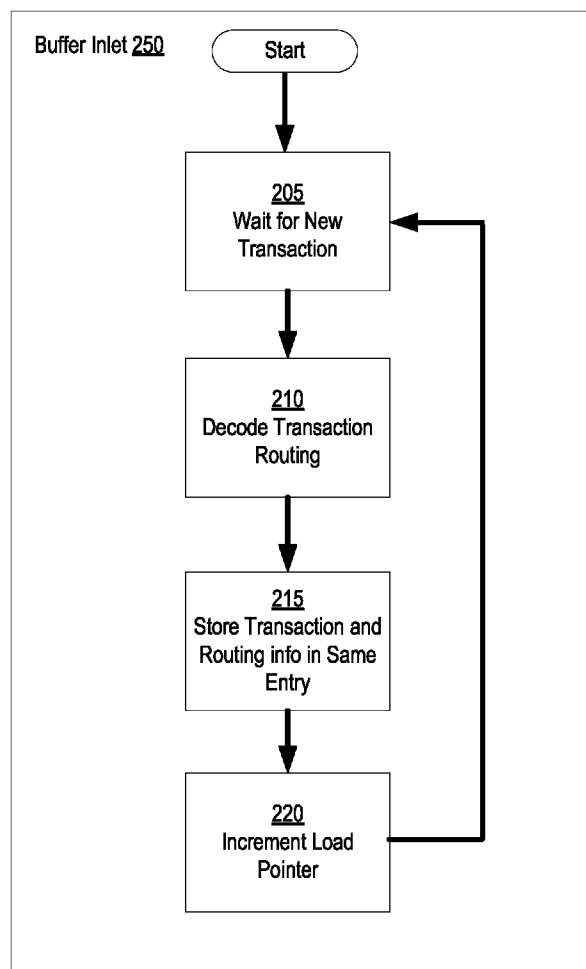 Buffer Inlet 250
Start
205
Wait for New
Transaction
210
Decode Transaction
Routing
215
Store Transaction and
Routing info in Same
Entry
220
Increment Load
Pointer